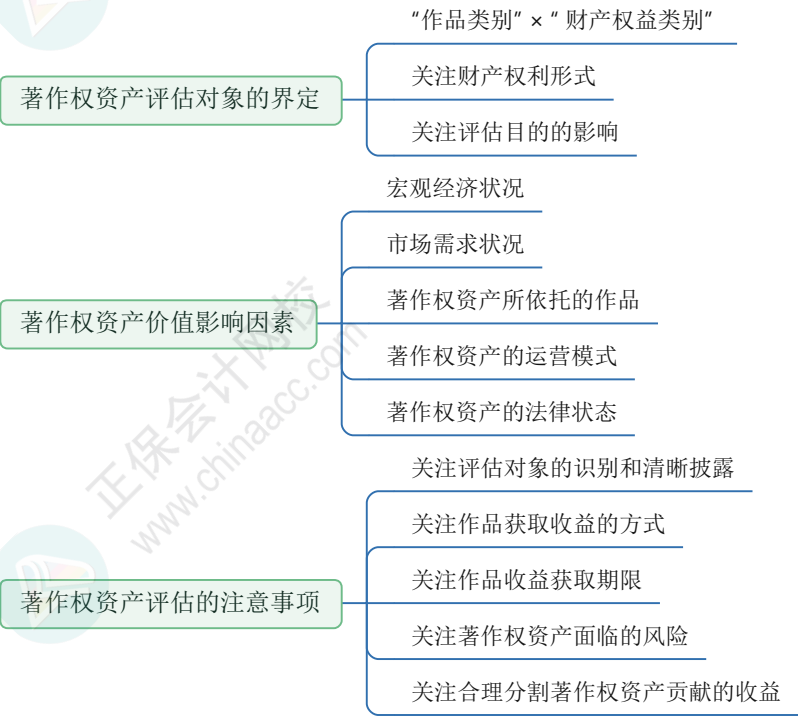 "作品类别" × " 财产权益类别"
著作权资产评估对象的界定
关注财产权利形式
关注评估目的的影响
宏观经济状况
市场需求状况
著作权资产价值影响因素
著作权资产所依托的作品
著作权资产的运营模式
著作权资产的法律状态
正保会计网校
www.chinaacc.com
关注评估对象的识别和清晰披露
关注作品获取收益的方式
著作权资产评估的注意事项
关注作品收益获取期限
关注著作权资产面临的风险
关注合理分割著作权资产贡献的收益